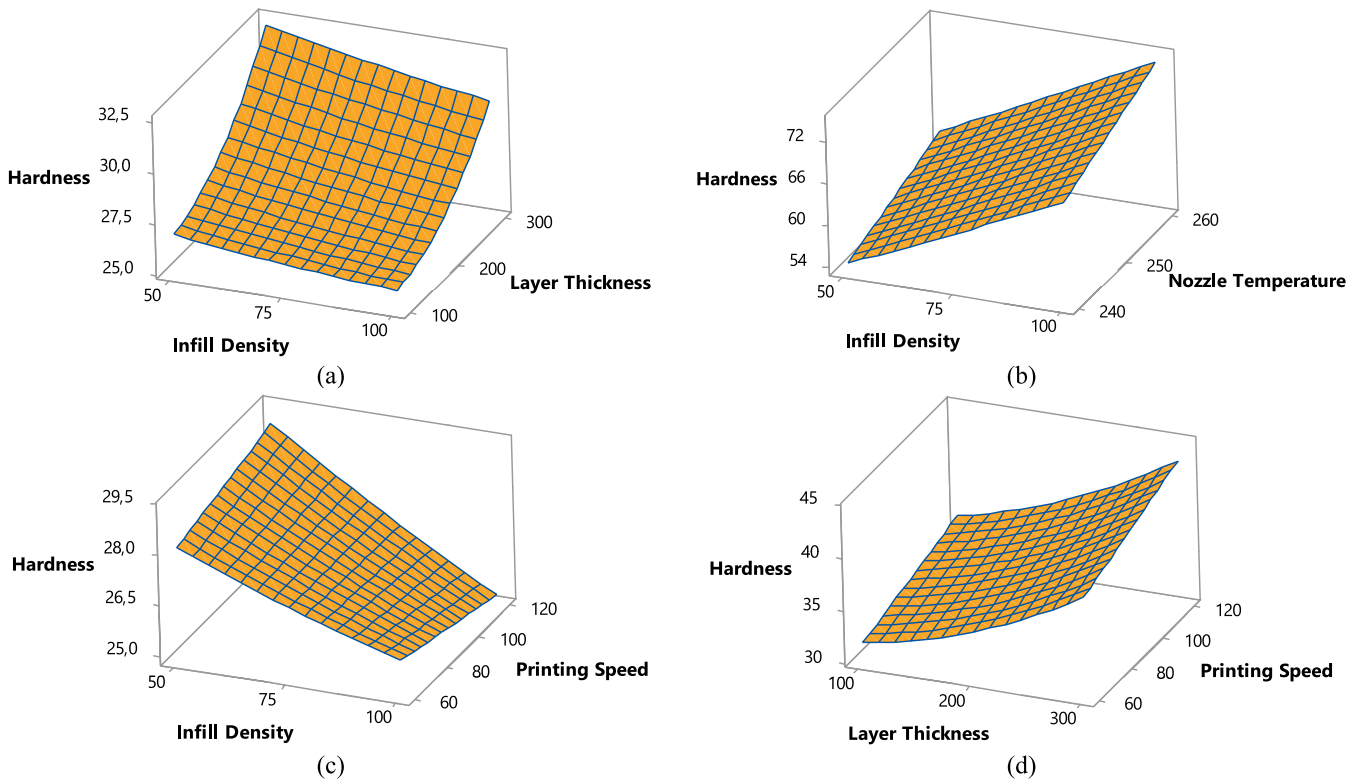 32,5
30,0
Hardness
27,5
25,0
50
75
100
Infill Density
100
200
300
Layer Thickness
(a)
72
66
Hardness
60
54
50
75
100
Infill Density
240
250
260
Nozzle Temperature
(b)
29,5
28,0
Hardness
26,5
25,0
50
75
100
Infill Density
60
80
100
120
Printing Speed
(c)
45
40
Hardness
35
30
100
200
300
Layer Thickness
60
80
100
120
Printing Speed
(d)